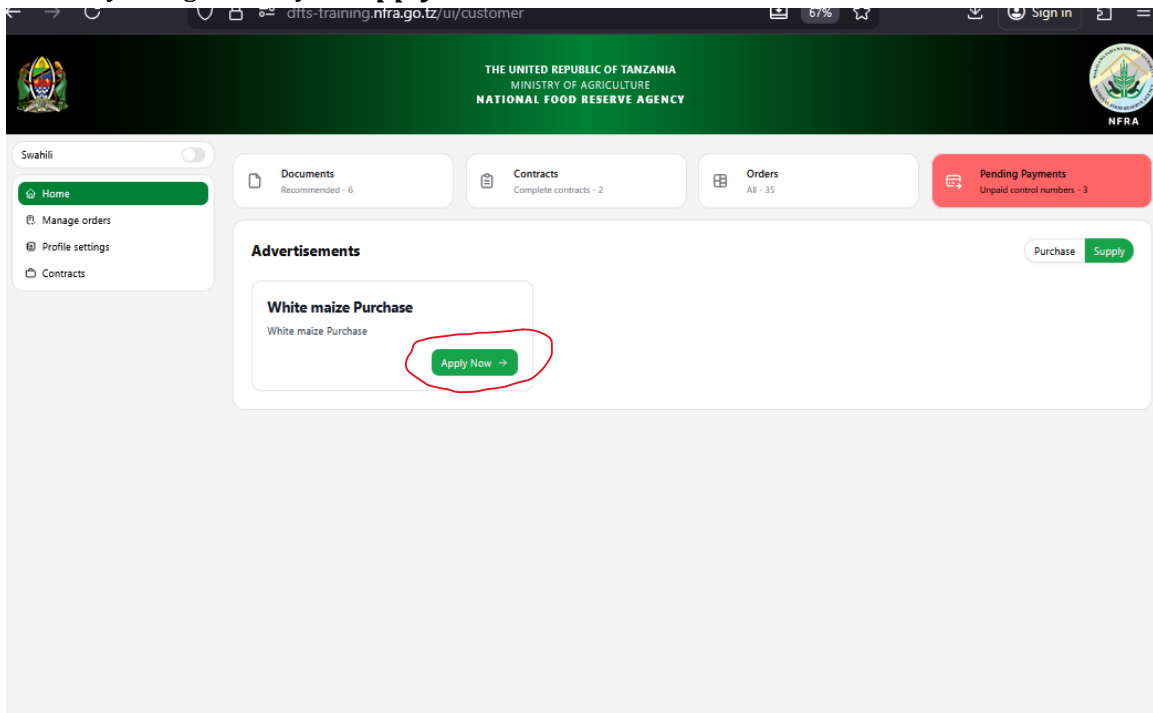 dfts-training.nfra.go.tz/ui/customer
67%
Sign in
THE UNITED REPUBLIC OF TANZANIA
MINISTRY OF AGRICULTURE
NATIONAL FOOD RESERVE AGENCY
NFRA
Swahili
Home
Manage orders
Profile settings
Contracts
Documents
Recommended - 6
Contracts
Complete contracts - 2
Orders
All - 35
Pending Payments
Unpaid control numbers - 3
Advertisements
Purchase
Supply
White maize Purchase
White maize Purchase
Apply Now →